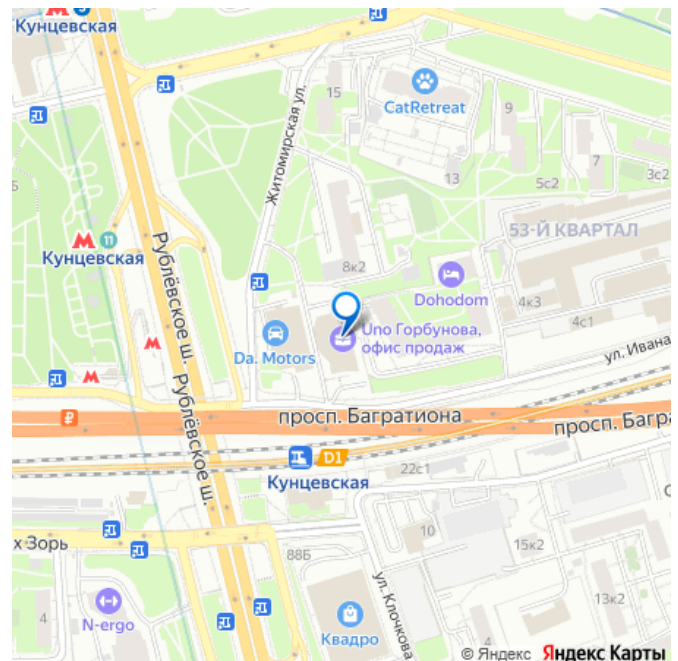 Кунцевская
15
CatRetreat
9
Житомирская ул.
7
13
5с2
3с2
53-Й КВАРТАЛ
11
Кунцевская
8к2
Dohodom
4к3
4с1
Рублёвское ш.
Рублёвское ш.
Da. Motors
Uno Горбунова,
офис продаж
ул. Ивана
₽
просп. Багратиона
просп. Багра
D1
Кунцевская
22с1
10
х Зорь
88Б
15к2
ул. Клочкова
13к2
N-ergo
4
Квадро
© Яндекс Яндекс Карты